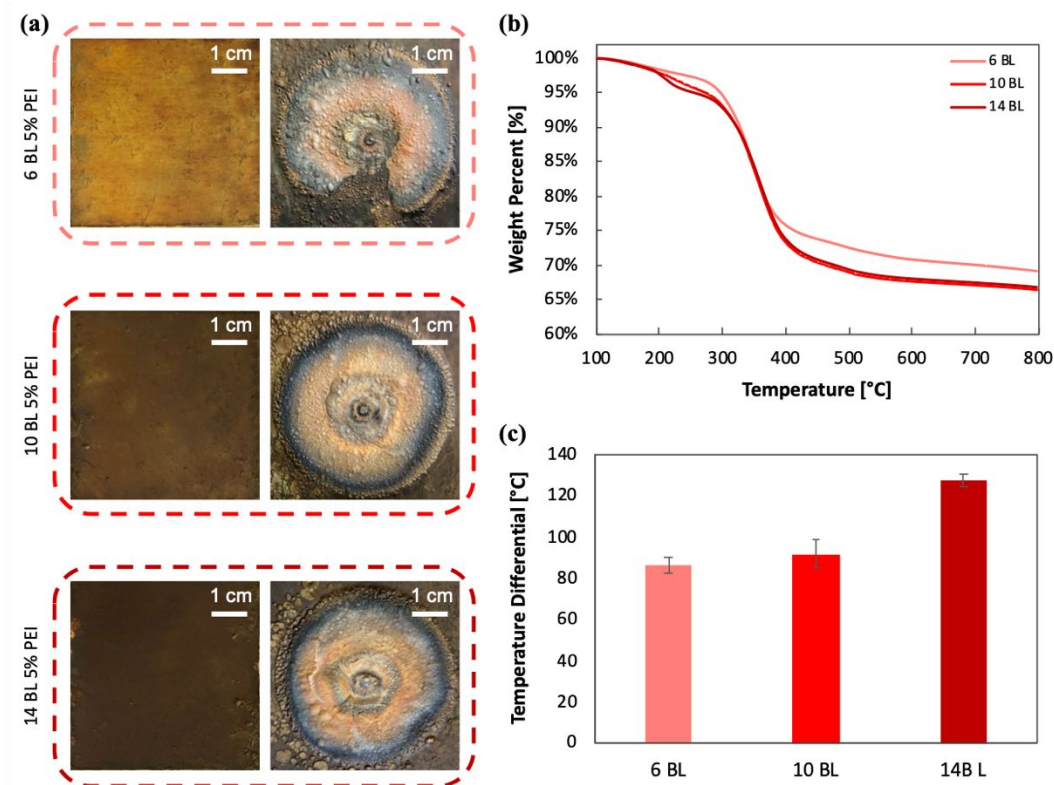 (a)
6 BL 5% PEI
1 cm
1 cm
10 BL 5% PEI
1 cm
1 cm
14 BL 5% PEI
1 cm
1 cm
(b)
Weight Percent [%]
100%
95%
90%
85%
80%
75%
70%
65%
60%
100 200 300 400 500 600 700 800
Temperature [°C]
6 BL
10 BL
14 BL
(c)
Temperature Differential [°C]
140
120
100
80
60
40
20
0
6 BL 10 BL 14B L